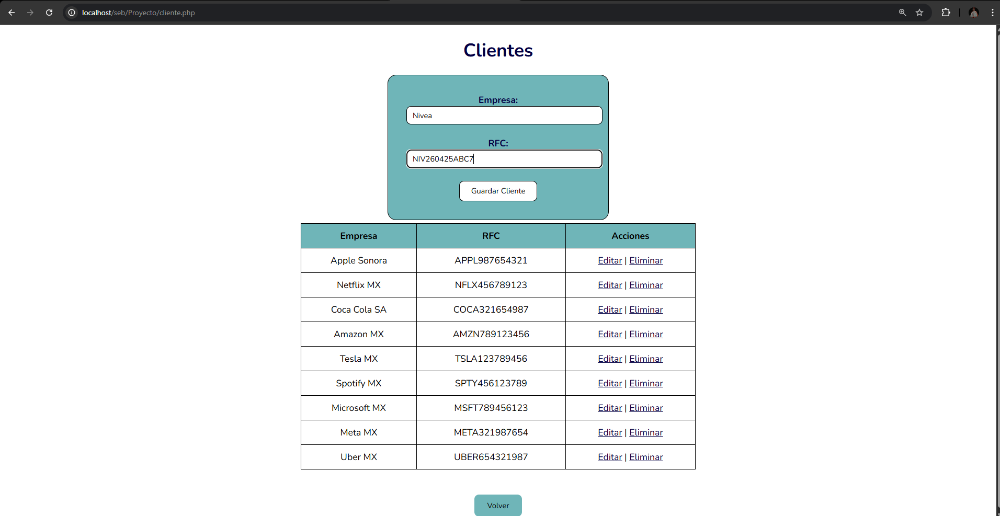 localhost/seb/Proyecto/cliente.php
Clientes
Empresa:
Nivea
RFC:
NIV260425ABC7
Guardar Cliente
Empresa RFC Acciones
Apple Sonora APPL987654321 Editar | Eliminar
Netflix MX NFLX456789123 Editar | Eliminar
Coca Cola SA COCA321654987 Editar | Eliminar
Amazon MX AMZN789123456 Editar | Eliminar
Tesla MX TSLA123789456 Editar | Eliminar
Spotify MX SPTY456123789 Editar | Eliminar
Microsoft MX MSFT789456123 Editar | Eliminar
Meta MX META321987654 Editar | Eliminar
Uber MX UBER654321987 Editar | Eliminar
Volver